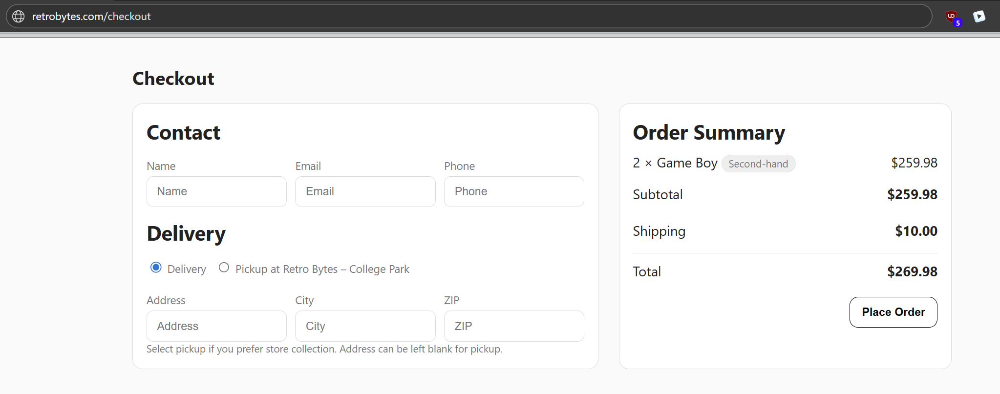 retrobytes.com/checkout
5
Checkout
Contact
Name Email Phone
Name Email Phone
Delivery
Delivery Pickup at Retro Bytes – College Park
Address City ZIP
Address City ZIP
Select pickup if you prefer store collection. Address can be left blank for pickup.
Order Summary
2 × Game Boy Second-hand $259.98
Subtotal $259.98
Shipping $10.00
Total $269.98
Place Order